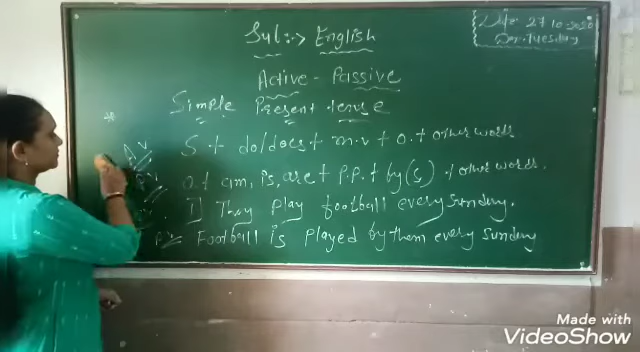 Sub:-> English
Date 27 10 2020
Day:-Tuesday
Active - Passive
Simple Present tense
*
A.V
S + do/does + m.v + o. + other words
P.V
o. + am, is, are + p.p. + by (s) + other words.
1] They play football every Sunday.
P.V Football is played by them every Sunday
Made with
VideoShow